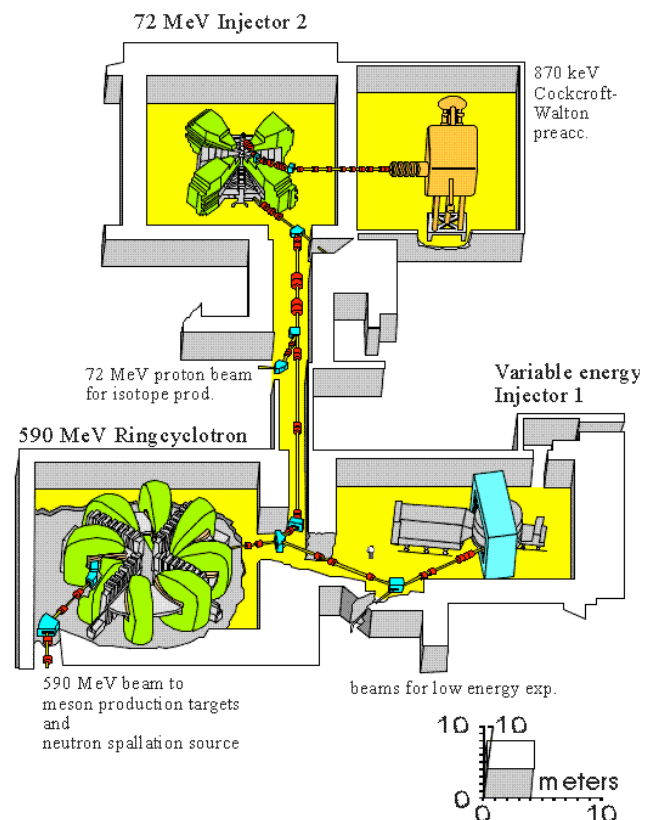 72 MeV Injector 2
870 keV
Cockcroft-
Walton
preacc.
72 MeV proton beam
for isotope prod.
Variable energy
Injector 1
590 MeV Ringcyclotron
590 MeV beam to
meson production targets
and
neutron spallation source
beams for low energy exp.
10 10
meters
0
0 10